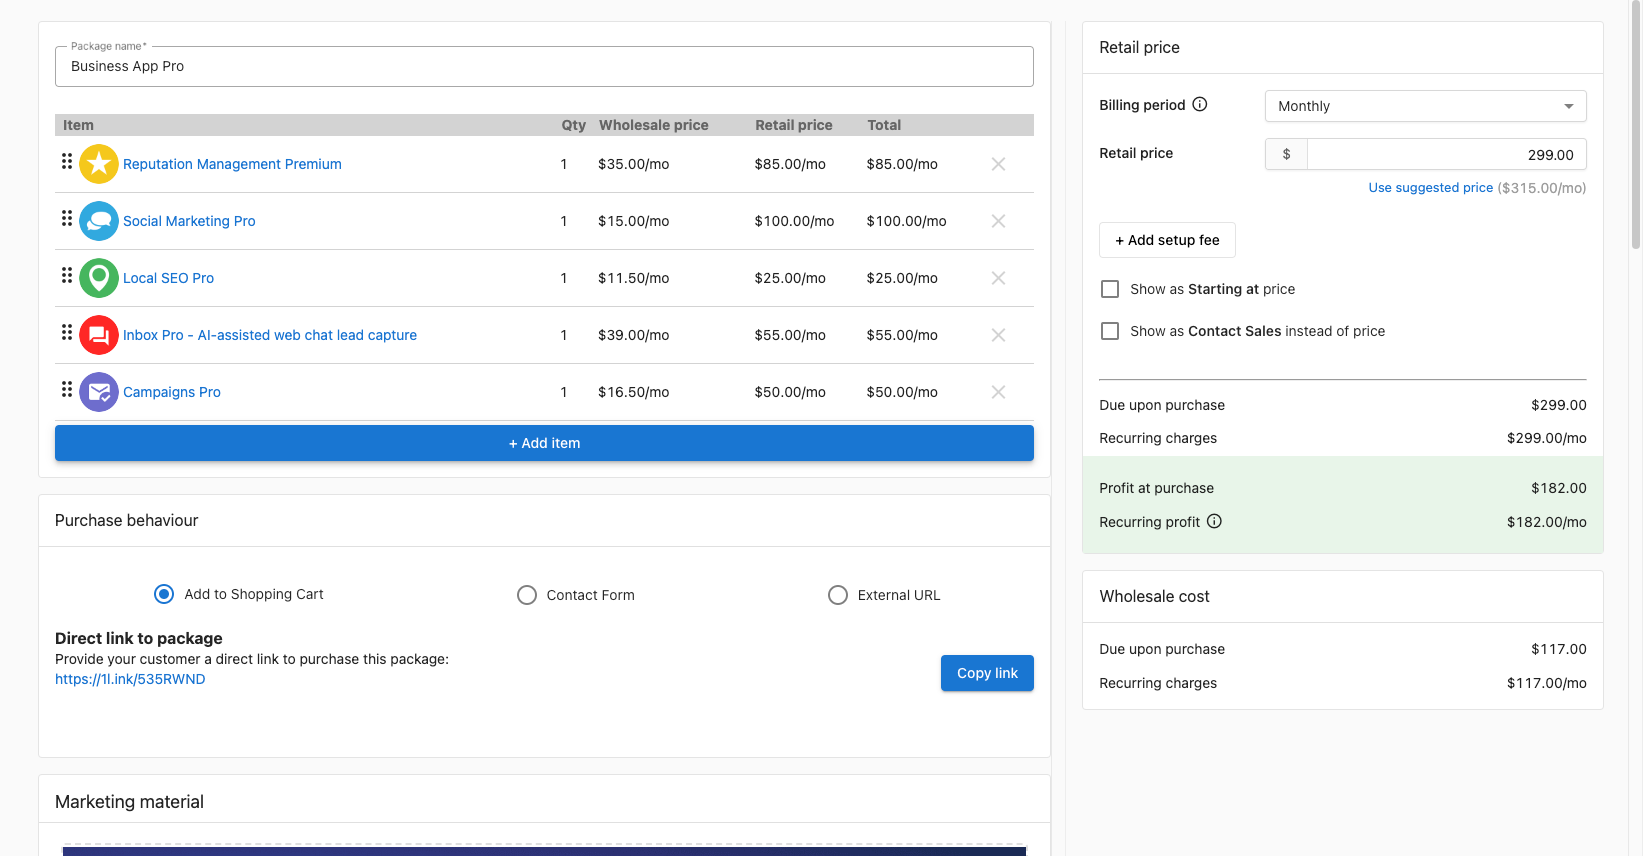 Package name*
Business App Pro
Item Qty Wholesale price Retail price Total
Reputation Management Premium 1 $35.00/mo $85.00/mo $85.00/mo
Social Marketing Pro 1 $15.00/mo $100.00/mo $100.00/mo
Local SEO Pro 1 $11.50/mo $25.00/mo $25.00/mo
Inbox Pro - AI-assisted web chat lead capture 1 $39.00/mo $55.00/mo $55.00/mo
Campaigns Pro 1 $16.50/mo $50.00/mo $50.00/mo
+ Add item
Purchase behaviour
Add to Shopping Cart Contact Form External URL
Direct link to package
Provide your customer a direct link to purchase this package:
https://1l.ink/535RWND
Copy link
Marketing material
Retail price
Billing period Monthly
Retail price $ 299.00
Use suggested price ($315.00/mo)
+ Add setup fee
Show as Starting at price
Show as Contact Sales instead of price
Due upon purchase $299.00
Recurring charges $299.00/mo
Profit at purchase $182.00
Recurring profit $182.00/mo
Wholesale cost
Due upon purchase $117.00
Recurring charges $117.00/mo